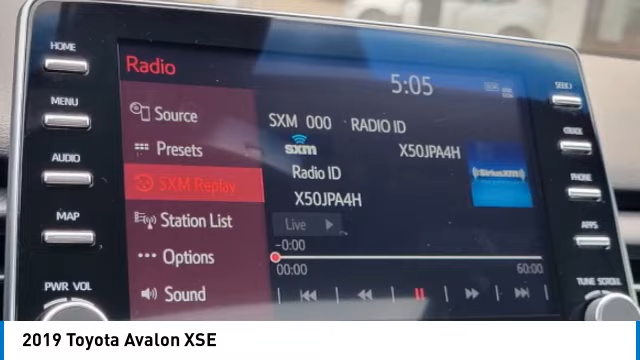 HOME
MENU
AUDIO
MAP
PWR VOL
Radio
5:05
Source
Presets
SXM Replay
Station List
Options
Sound
SXM 000 RADIO ID
sxm X50JPA4H
Radio ID
X50JPA4H
((SiriusXM))
Live
-0:00
00:00 60:00
SEEK
PHONE
APPS
TUNE SCROLL
2019 Toyota Avalon XSE